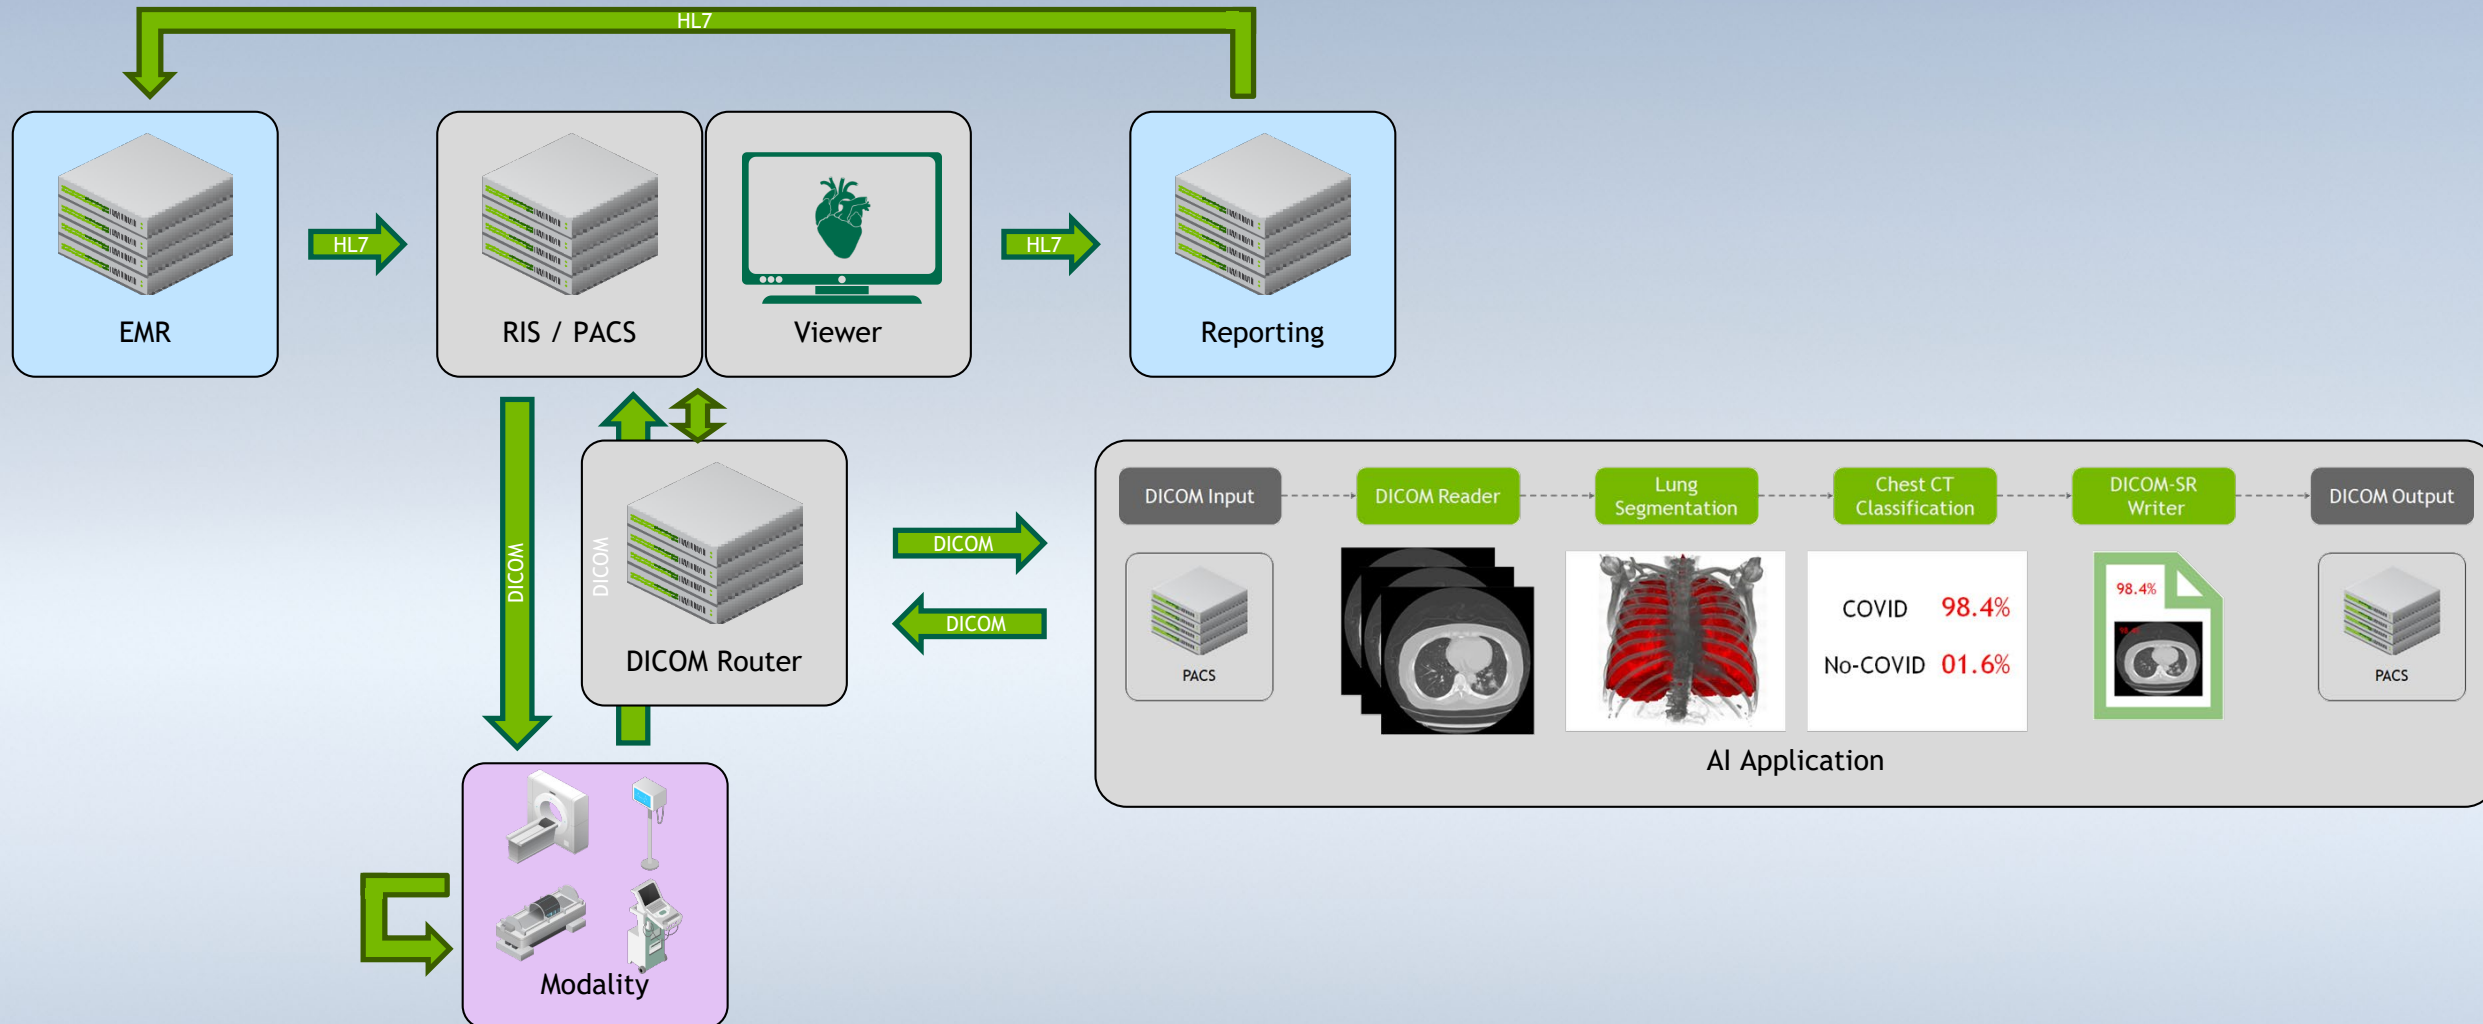 HL7
EMR
HL7
RIS / PACS
Viewer
HL7
Reporting
DICOM
DICOM
DICOM Router
DICOM
DICOM
Modality
DICOM Input
DICOM Reader
Lung
Segmentation
Chest CT
Classification
DICOM-SR
Writer
DICOM Output
PACS
COVID 98.4%
No-COVID 01.6%
98.4%
PACS
AI Application